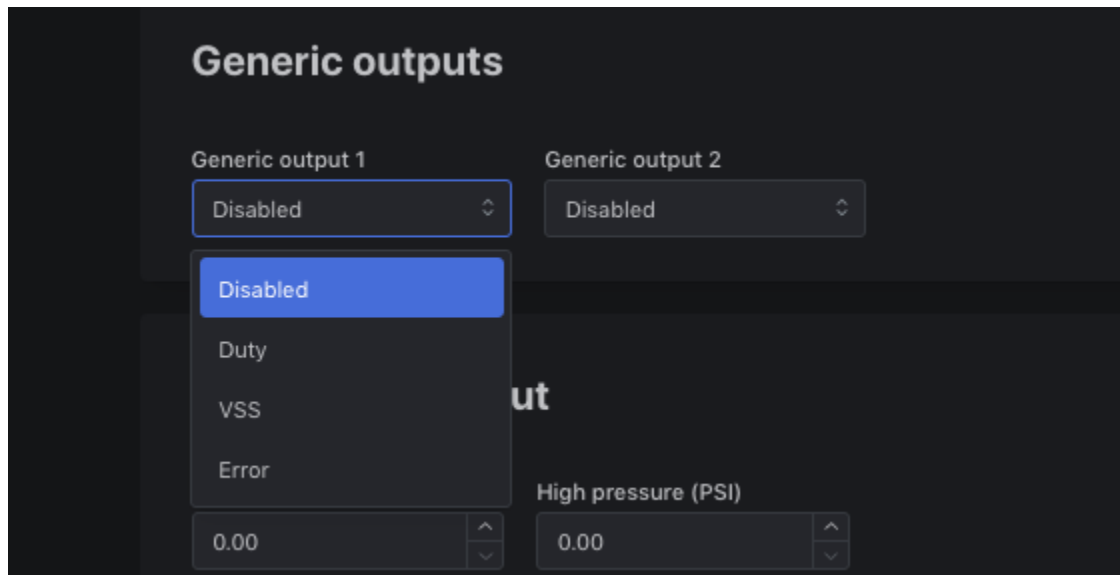 Generic outputs
Generic output 1
Generic output 2
Disabled
Disabled
Disabled
Duty
VSS
Error
ut
High pressure (PSI)
0.00
0.00